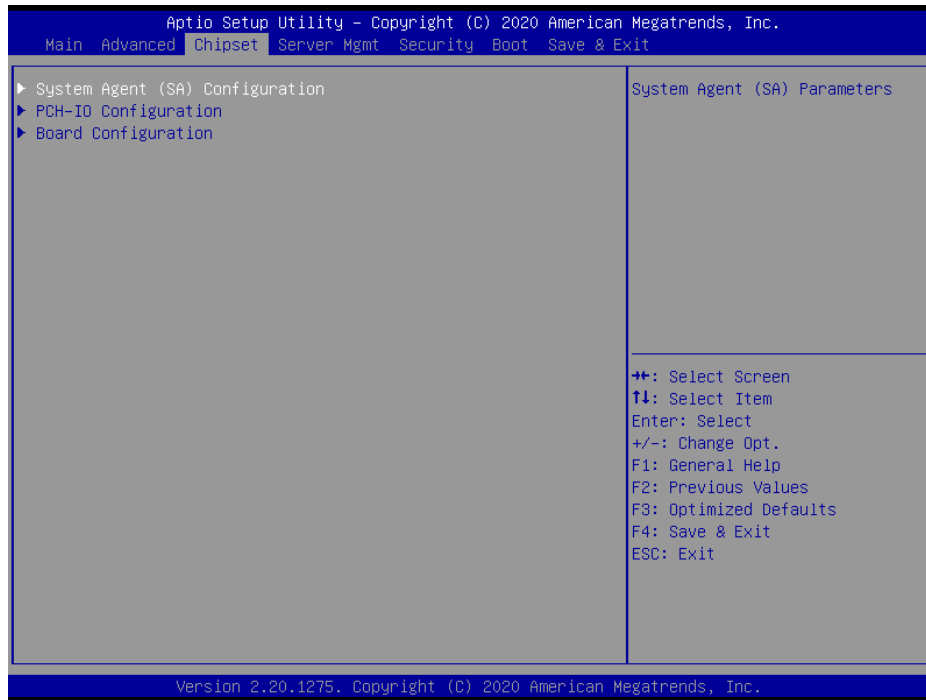 Aptio Setup Utility – Copyright (C) 2020 American Megatrends, Inc.
Main Advanced Chipset Server Mgmt Security Boot Save & Exit
▶ System Agent (SA) Configuration
▶ PCH-IO Configuration
▶ Board Configuration
System Agent (SA) Parameters
→←: Select Screen
↑↓: Select Item
Enter: Select
+/-: Change Opt.
F1: General Help
F2: Previous Values
F3: Optimized Defaults
F4: Save & Exit
ESC: Exit
Version 2.20.1275. Copyright (C) 2020 American Megatrends, Inc.